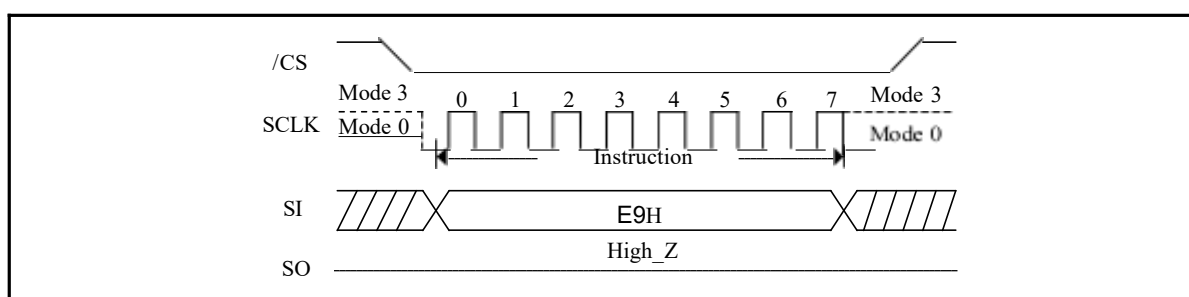 /CS
Mode 3 0 1 2 3 4 5 6 7 Mode 3
SCLK Mode 0 Mode 0
Instruction
SI E9H
High_Z
SO